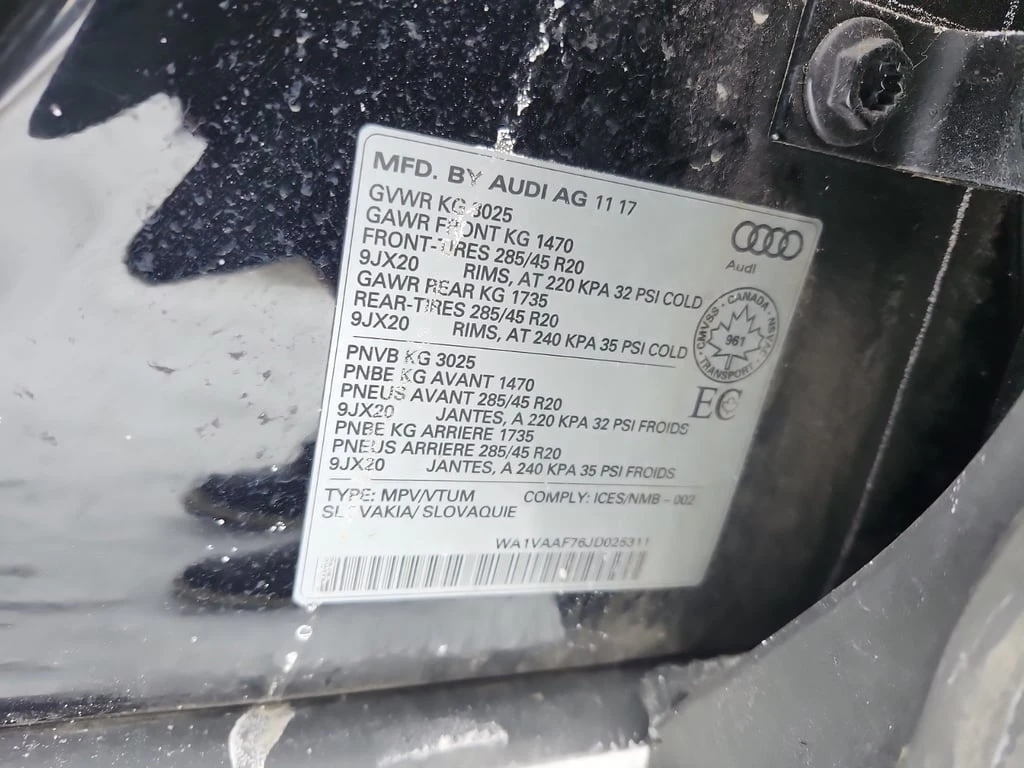 MFD. BY AUDI AG 11 17
GVWR KG 3025
GAWR FRONT KG 1470
FRONT-TIRES 285/45 R20
9JX20 RIMS, AT 220 KPA 32 PSI COLD
GAWR REAR KG 1735
REAR-TIRES 285/45 R20
9JX20 RIMS, AT 240 KPA 35 PSI COLD
Audi
CMVSS - CANADA - NSVAC
961
TRANSPORT
PNVB KG 3025
PNBE KG AVANT 1470
PNEUS AVANT 285/45 R20
9JX20 JANTES, A 220 KPA 32 PSI FROIDS
PNBE KG ARRIERE 1735
PNEUS ARRIERE 285/45 R20
9JX20 JANTES, A 240 KPA 35 PSI FROIDS
EC
TYPE: MPV/VTUM COMPLY: ICES/NMB - 002
SLOVAKIA/ SLOVAQUIE
WA1VAAF76JD025311